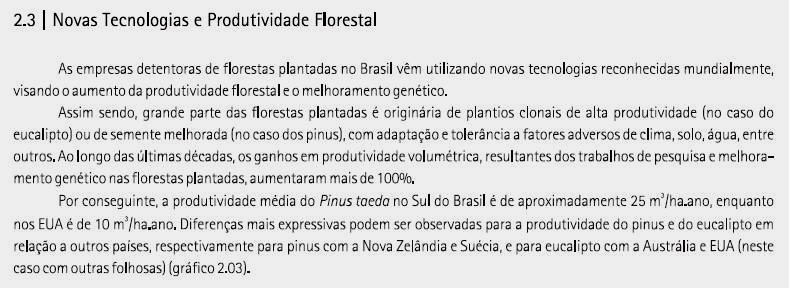 2.3 | Novas Tecnologias e Produtividade Florestal
As empresas detentoras de florestas plantadas no Brasil vêm utilizando novas tecnologias reconhecidas mundialmente,
visando o aumento da produtividade florestal e o melhoramento genético.
Assim sendo, grande parte das florestas plantadas é originária de plantios clonais de alta produtividade (no caso do
eucalipto) ou de semente melhorada (no caso dos pinus), com adaptação e tolerância a fatores adversos de clima, solo, água, entre
outros. Ao longo das últimas décadas, os ganhos em produtividade volumétrica, resultantes dos trabalhos de pesquisa e melhora-
mento genético nas florestas plantadas, aumentaram mais de 100%.
Por conseguinte, a produtividade média do Pinus taeda no Sul do Brasil é de aproximadamente 25 m³/ha.ano, enquanto
nos EUA é de 10 m³/ha.ano. Diferenças mais expressivas podem ser observadas para a produtividade do pinus e do eucalipto em
relação a outros países, respectivamente para pinus com a Nova Zelândia e Suécia, e para eucalipto com a Austrália e EUA (neste
caso com outras folhosas) (gráfico 2.03).